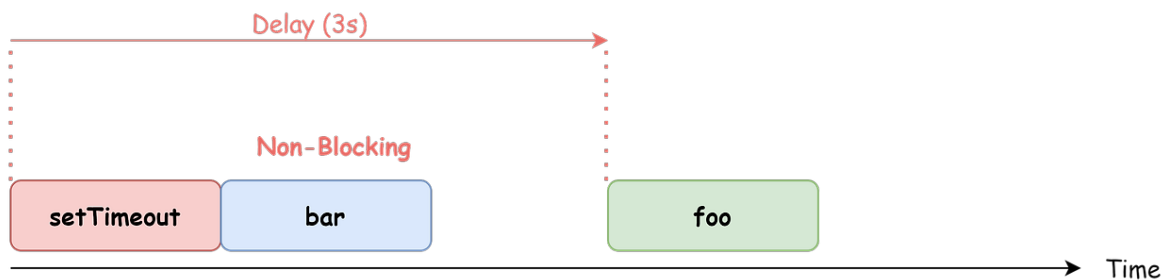 Delay (3s)
Non-Blocking
setTimeout
bar
foo
Time